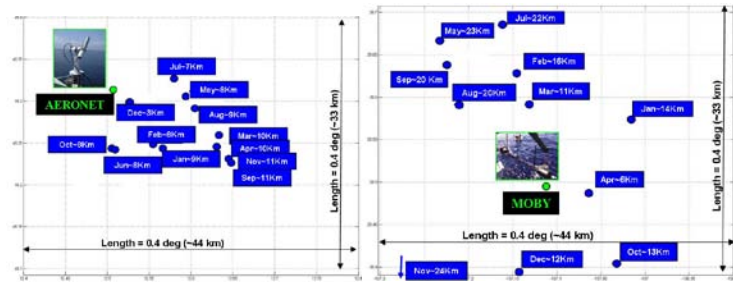 Jul~7Km
May~8Km
AERONET
Dec~3Km
Aug~9Km
Feb~8Km
Mar~10Km
Oct~9Km
Apr~10Km
Jun~8Km
Jan~9Km
Nov~11Km
Sep~11Km
Length = 0.4 deg (~33 km)
Length = 0.4 deg (~44 km)
Jul~22Km
May~23Km
Feb~16Km
Sep~20 Km
Aug~20Km
Mar~11Km
Jan~14Km
MOBY
Apr~6Km
Length = 0.4 deg (~33 km)
Length = 0.4 deg (~44 km)
Oct~13Km
Dec~12Km
Nov~24Km